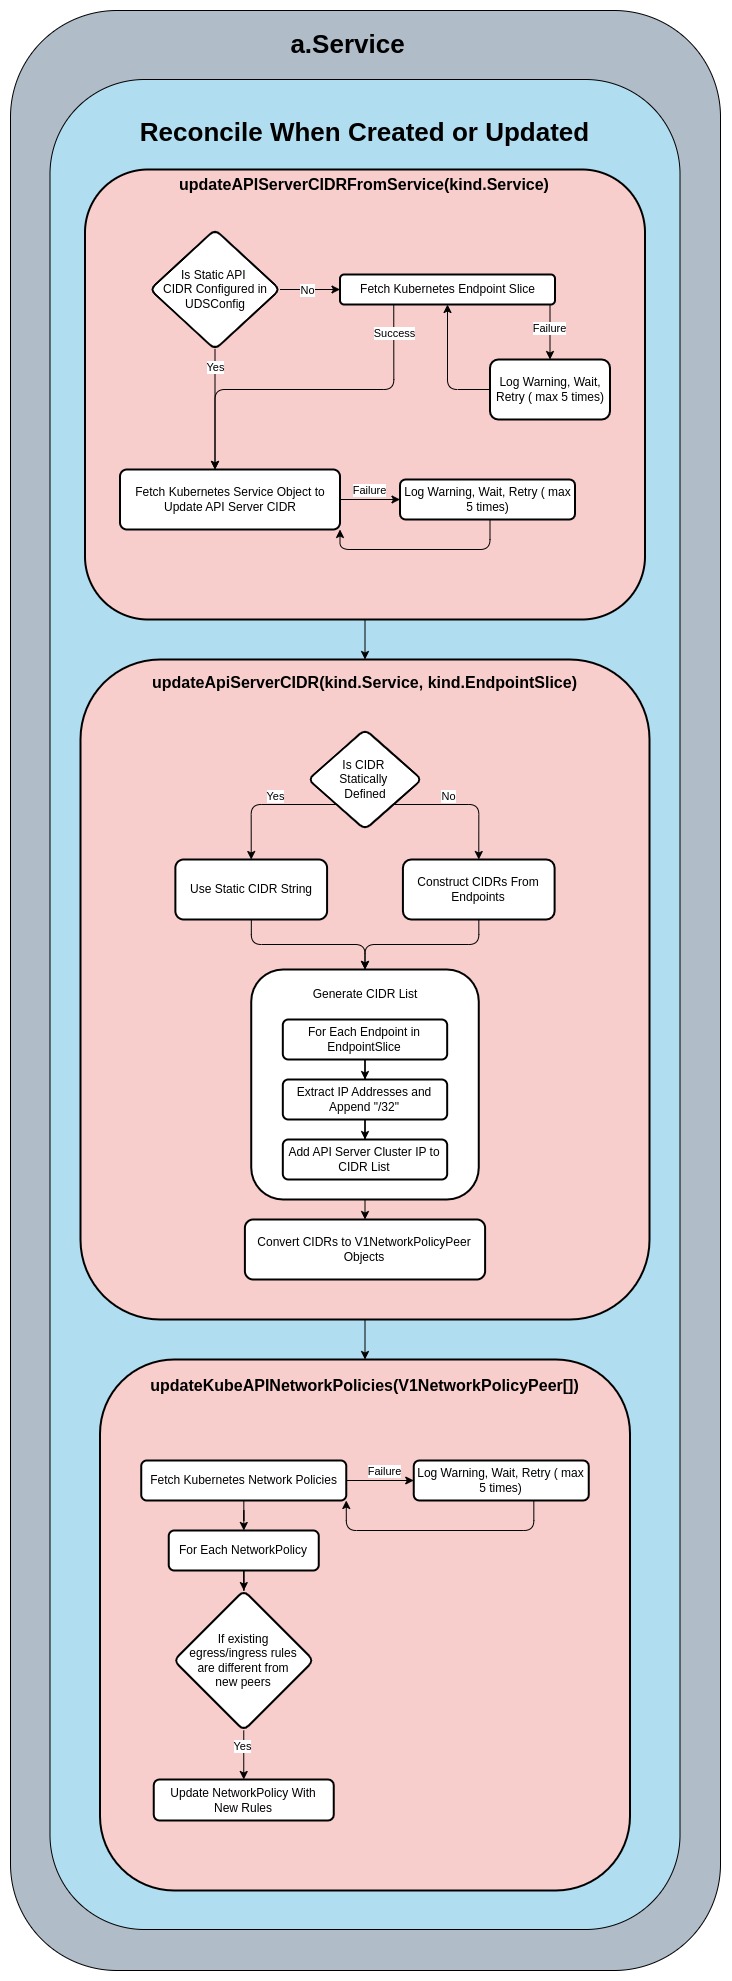 a.Service
Reconcile When Created or Updated
updateAPIServerCIDRFromService(kind.Service)
Is Static API
CIDR Configured in
UDSConfig
No
Fetch Kubernetes Endpoint Slice
Success
Failure
Yes
Log Warning, Wait,
Retry ( max 5 times)
Fetch Kubernetes Service Object to
Update API Server CIDR
Failure
Log Warning, Wait, Retry ( max
5 times)
updateApiServerCIDR(kind.Service, kind.EndpointSlice)
Is CIDR
Statically
Defined
Yes
No
Use Static CIDR String
Construct CIDRs From
Endpoints
Generate CIDR List
For Each Endpoint in
EndpointSlice
Extract IP Addresses and
Append "/32"
Add API Server Cluster IP to
CIDR List
Convert CIDRs to V1NetworkPolicyPeer
Objects
updateKubeAPINetworkPolicies(V1NetworkPolicyPeer[])
Fetch Kubernetes Network Policies
Failure
Log Warning, Wait, Retry ( max
5 times)
For Each NetworkPolicy
If existing
egress/ingress rules
are different from
new peers
Yes
Update NetworkPolicy With
New Rules